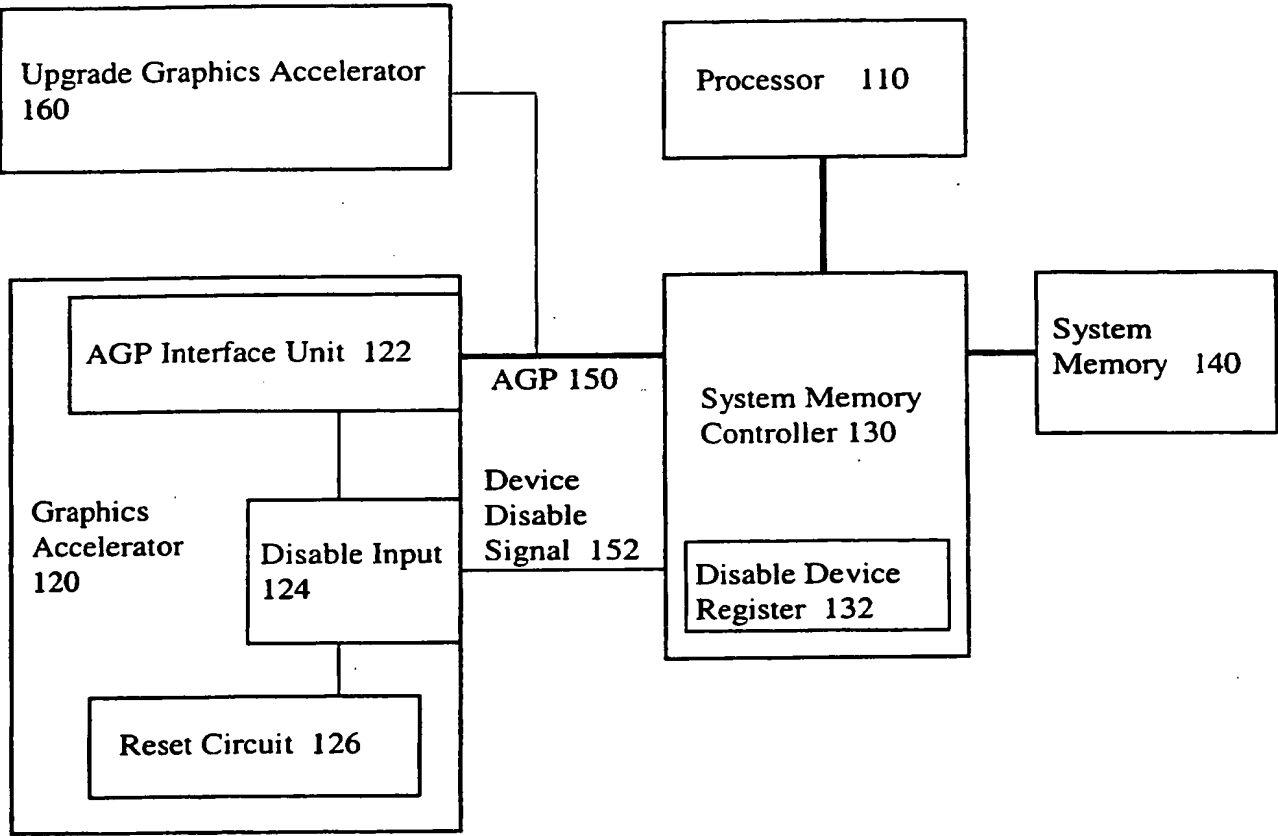 Upgrade Graphics Accelerator
160
Processor 110
AGP Interface Unit 122
AGP 150
System Memory
Controller 130
System
Memory 140
Graphics
Accelerator
120
Disable Input
124
Device
Disable
Signal 152
Disable Device
Register 132
Reset Circuit 126